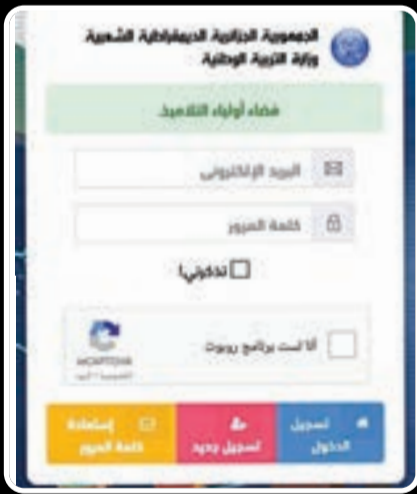 الجمهورية الجزائرية الديمقراطية الشعبية
وزارة التربية الوطنية
فضاء أولياء التلاميذ
البريد الإلكتروني
كلمة المرور
تذكرني!
أنا لست برنامج روبوت
reCAPTCHA
تسجيل الدخول
تسجيل جديد
إستعادة
كلمة المرور